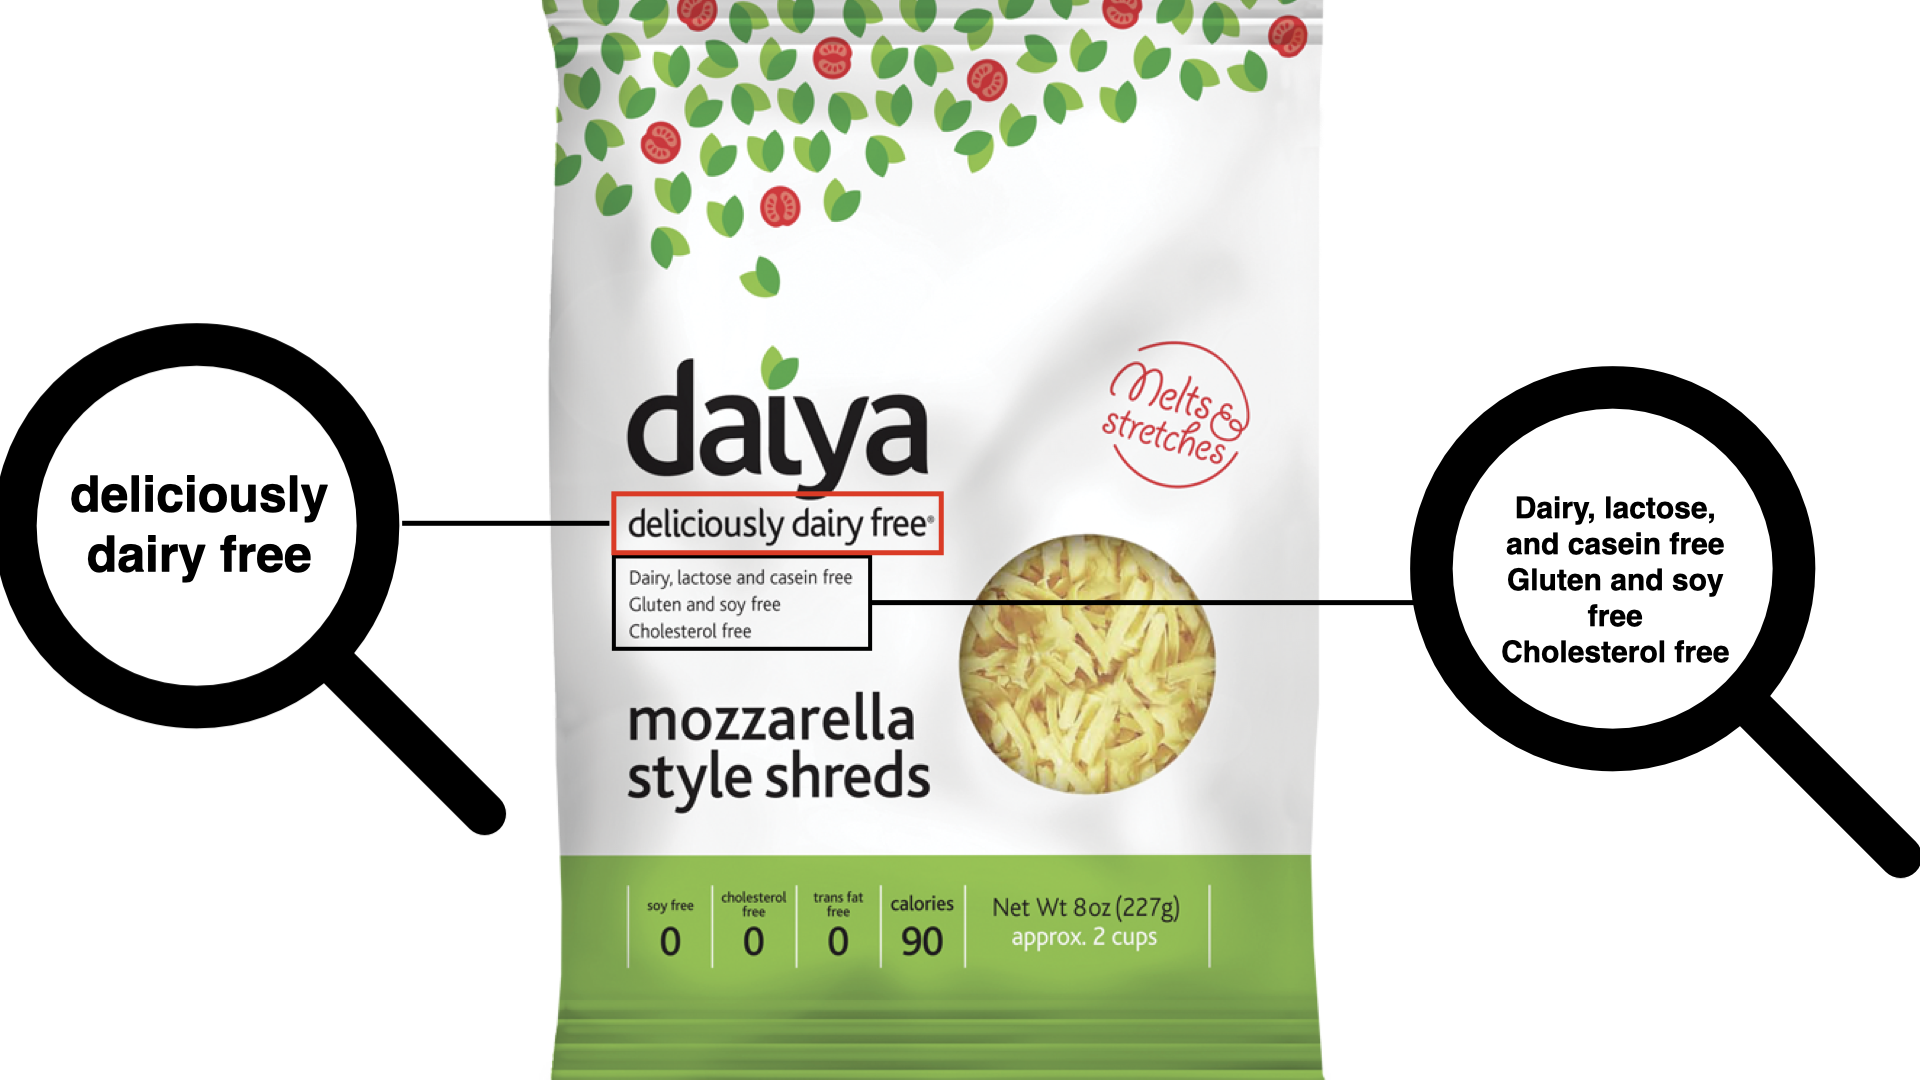 daiya
deliciously dairy free®
Dairy, lactose and casein free
Gluten and soy free
Cholesterol free
Melts &
stretches
mozzarella
style shreds
soy free
0
cholesterol
free
0
trans fat
free
0
calories
90
Net Wt 8oz (227g)
approx. 2 cups
deliciously
dairy free
Dairy, lactose,
and casein free
Gluten and soy
free
Cholesterol free